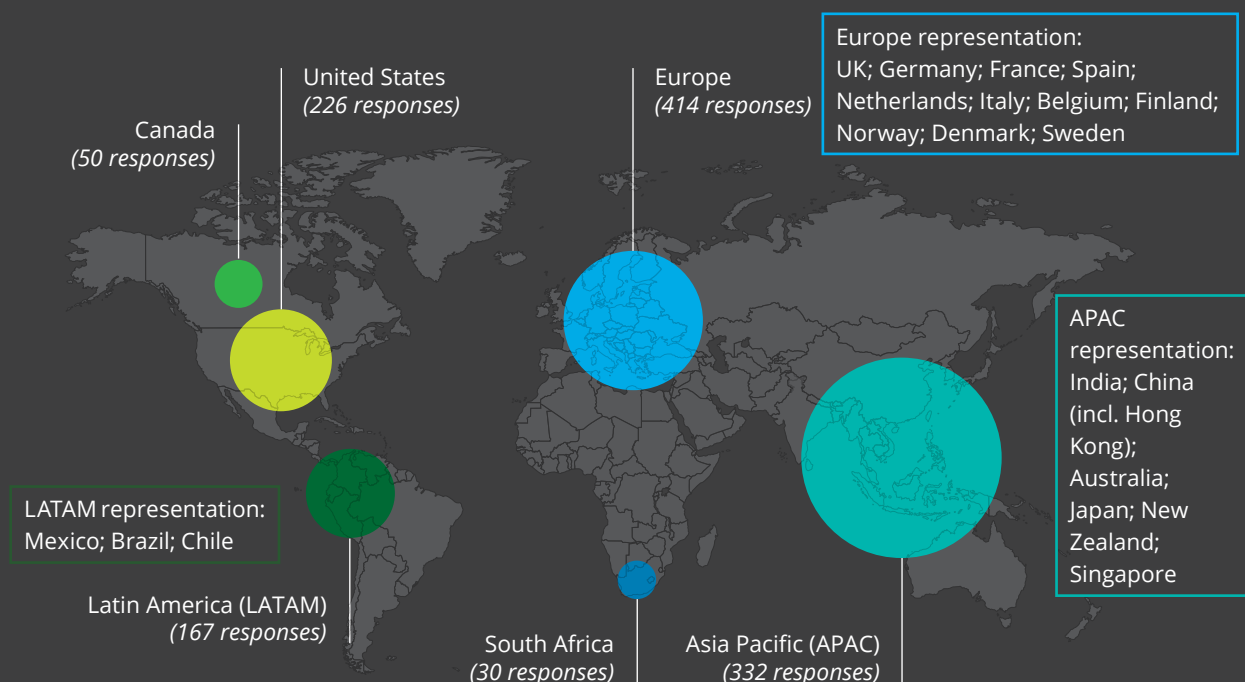 Europe representation:
UK; Germany; France; Spain;
Netherlands; Italy; Belgium; Finland;
Norway; Denmark; Sweden
United States
(226 responses)
Europe
(414 responses)
Canada
(50 responses)
APAC
representation:
India; China
(incl. Hong
Kong);
Australia;
Japan; New
Zealand;
Singapore
LATAM representation:
Mexico; Brazil; Chile
Latin America (LATAM)
(167 responses)
South Africa
(30 responses)
Asia Pacific (APAC)
(332 responses)